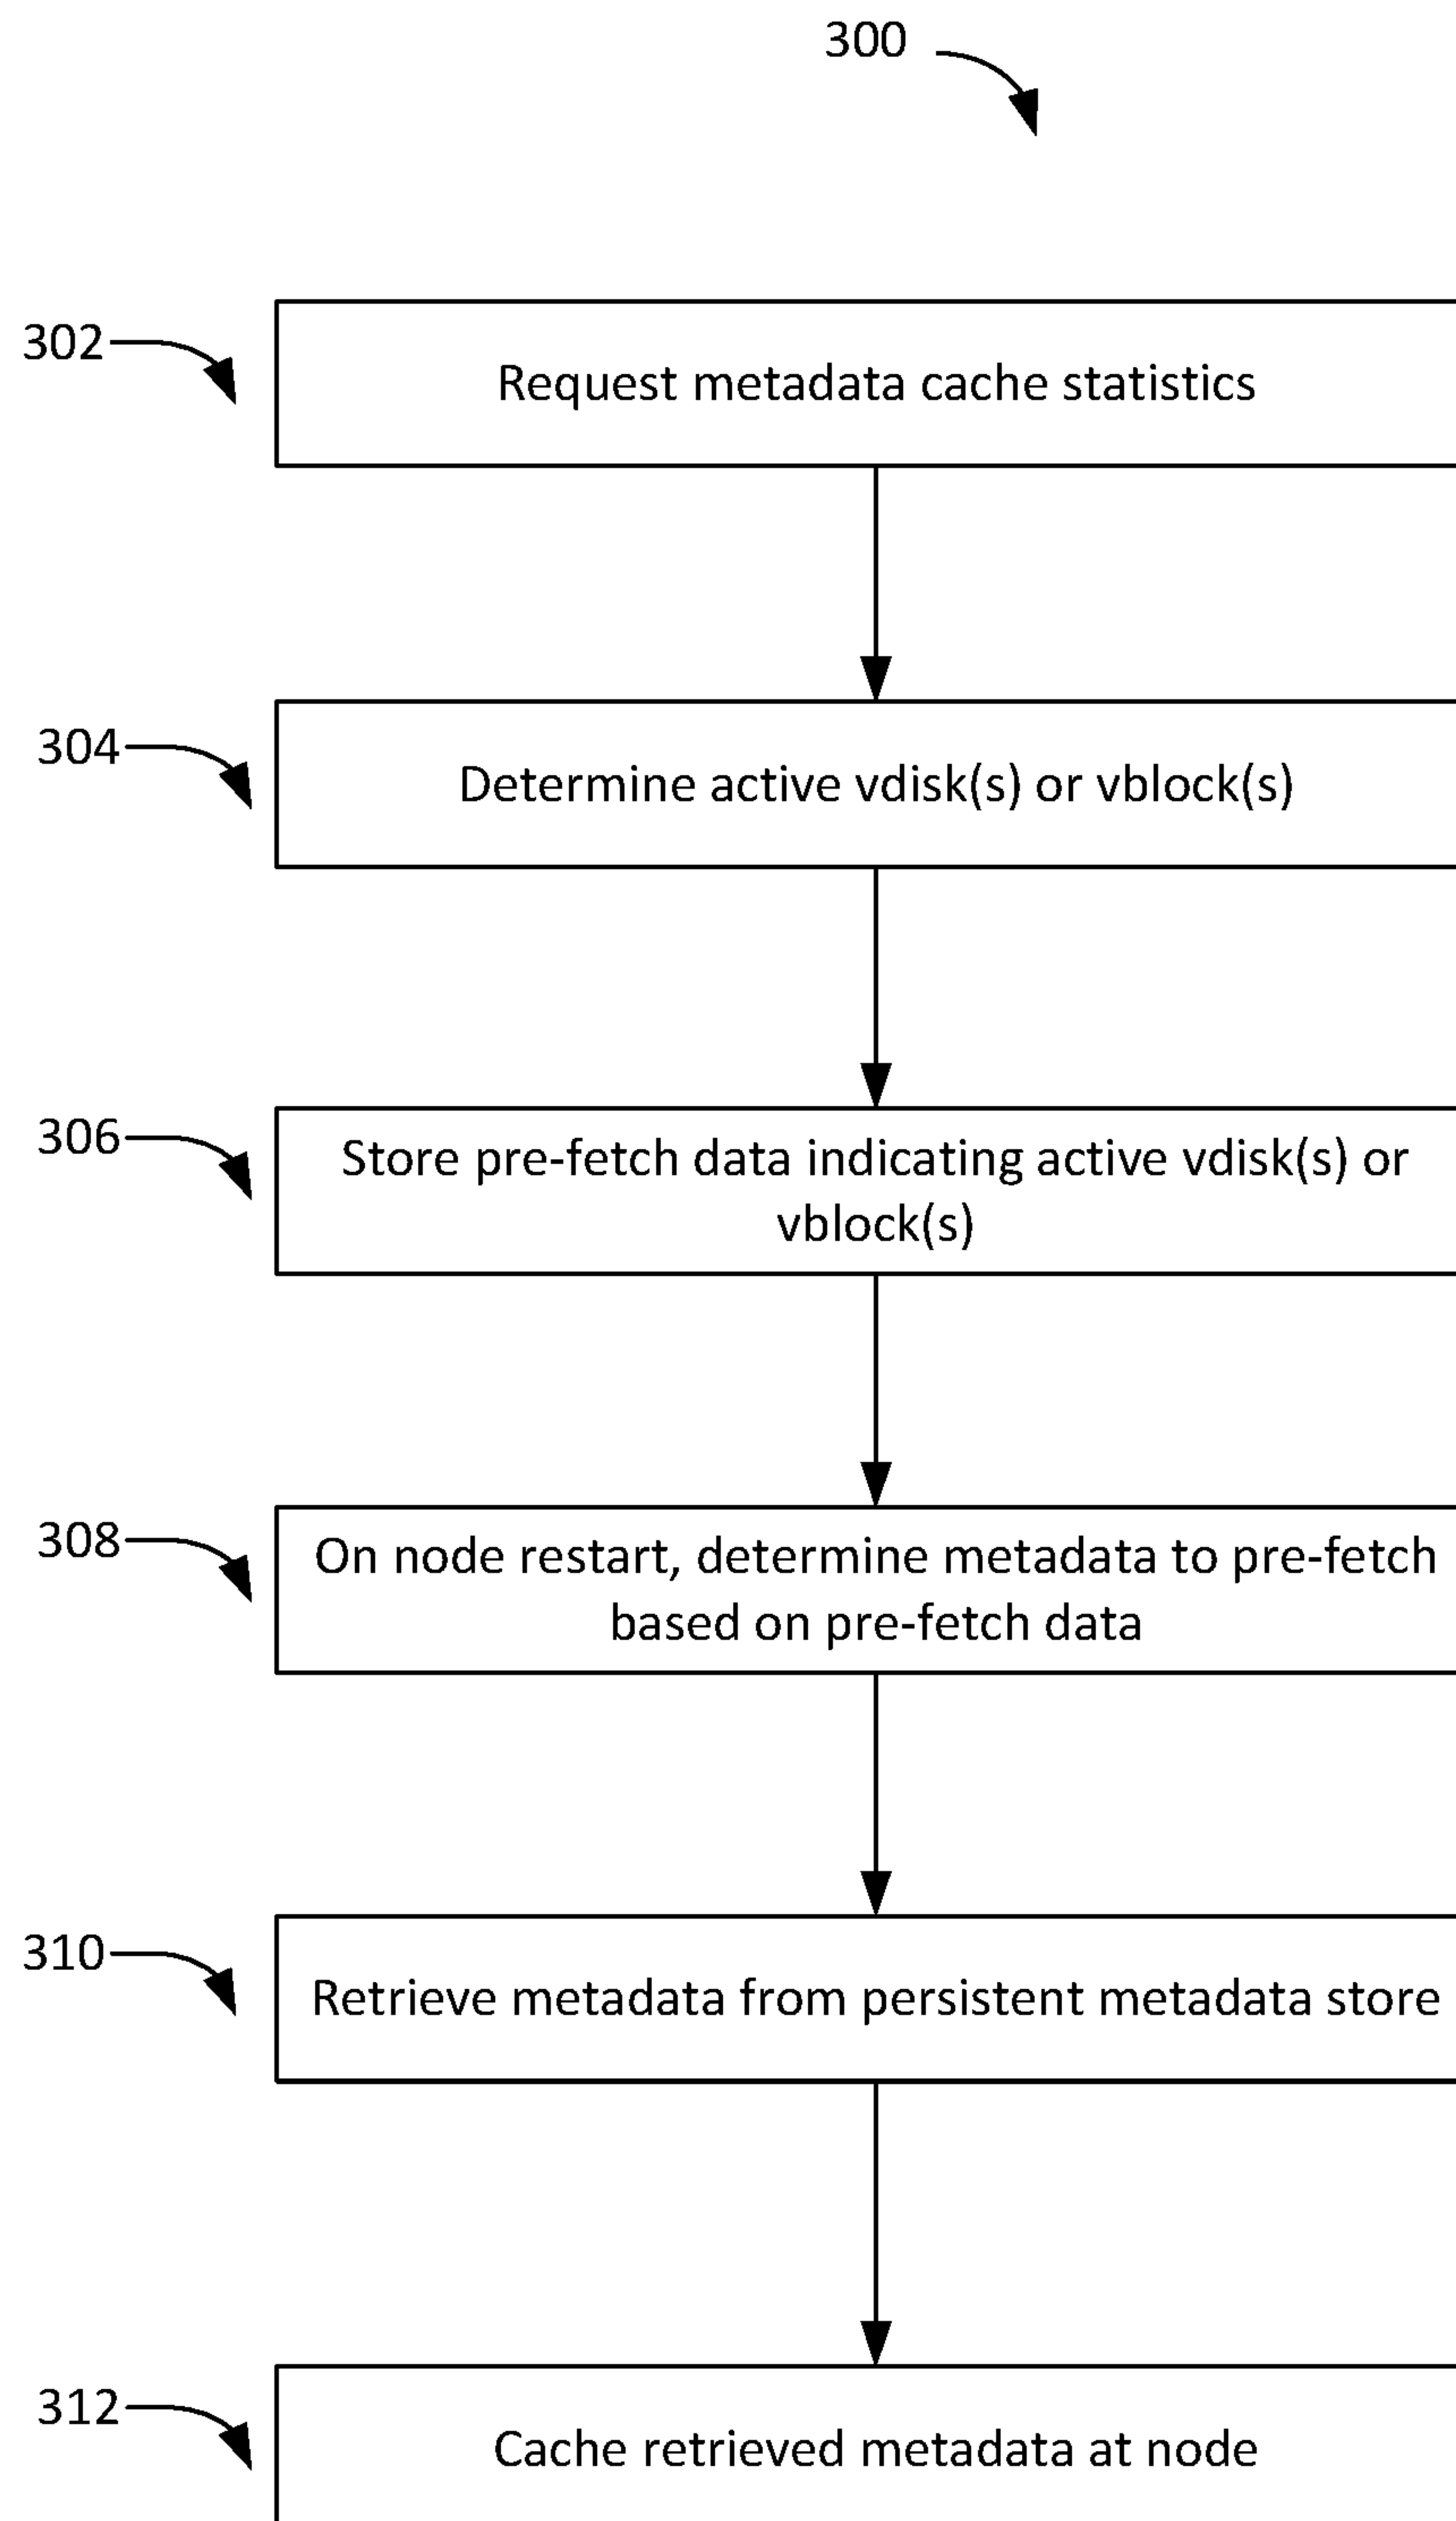 300
302
Request metadata cache statistics
304
Determine active vdisk(s) or vblock(s)
306
Store pre-fetch data indicating active vdisk(s) or
vblock(s)
308
On node restart, determine metadata to pre-fetch
based on pre-fetch data
310
Retrieve metadata from persistent metadata store
312
Cache retrieved metadata at node